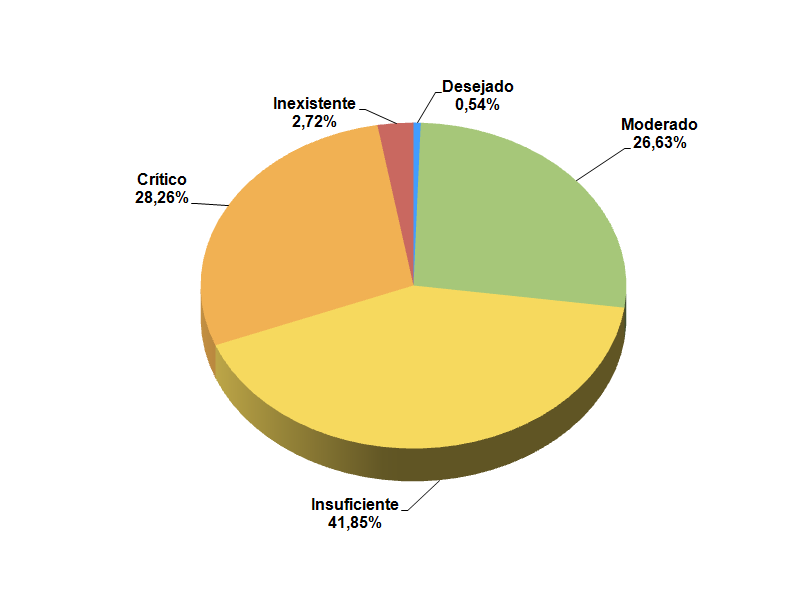 Desejado
0,54%
Inexistente
2,72%
Moderado
26,63%
Crítico
28,26%
Insuficiente
41,85%